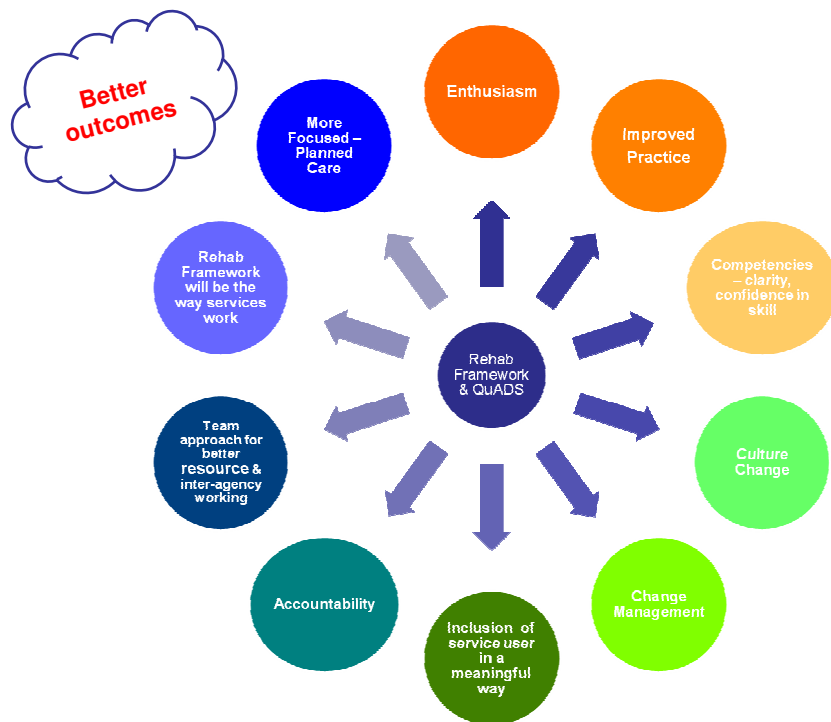 Better
outcomes
Enthusiasm
Improved
Practice
Competencies
– clarity,
confidence in
skill
Culture
Change
Change
Management
Inclusion of
service user
in a
meaningful
way
Accountability
Team
approach for
better
resource &
inter-agency
working
Rehab
Framework
will be the
way services
work
More
Focused –
Planned
Care
Rehab
Framework
& QuADS